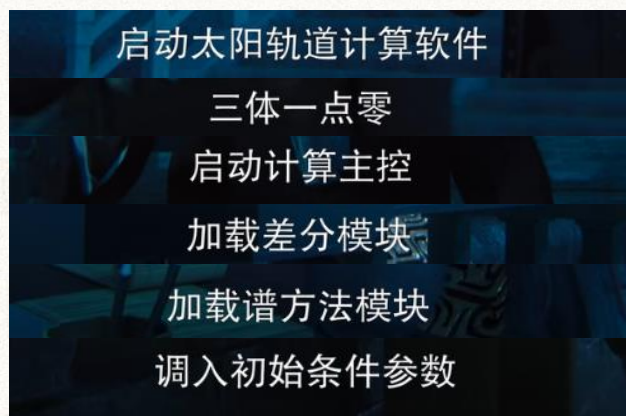 启动太阳轨道计算软件
三体一点零
启动计算主控
加载差分模块
加载谱方法模块
调入初始条件参数